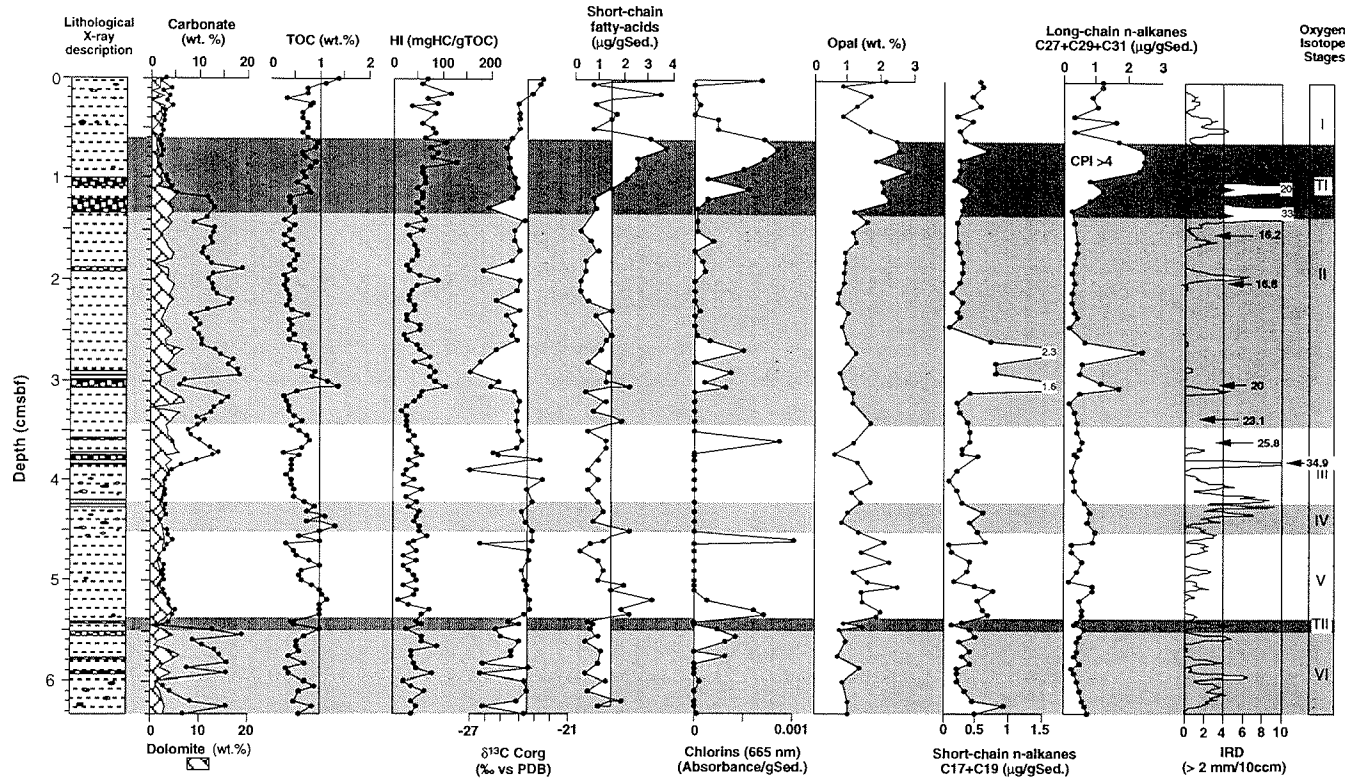 Lithological
X-ray
description
Carbonate
(wt. %)
0 10 20
TOC (wt.%)
0 1 2
HI (mgHC/gTOC)
0 100 200
Short-chain
fatty-acids
(µg/gSed.)
0 1 2 3 4
Opal (wt. %)
0 1 2 3
Long-chain n-alkanes
C27+C29+C31 (µg/gSed.)
0 1 2 3
Oxygen
Isotope
Stages
Depth (cmsbf)
0
1
2
3
4
5
6
CPI >4
2.3
1.6
20
33
16.2
16.6
20
23.1
25.8
34.9
I
TI
II
III
IV
V
TII
VI
0 10 20
Dolomite (wt.%)
-27 -21
δ13C Corg
(‰ vs PDB)
0 0.001
Chlorins (665 nm)
(Absorbance/gSed.)
0 0.5 1 1.5
Short-chain n-alkanes
C17+C19 (µg/gSed.)
0 2 4 6 8 10
IRD
(> 2 mm/10ccm)